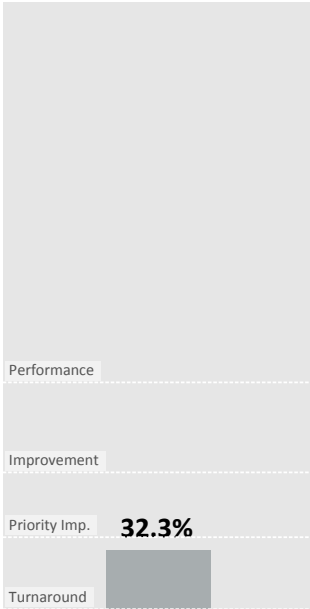 Performance
Improvement
Priority Imp.
32.3%
Turnaround